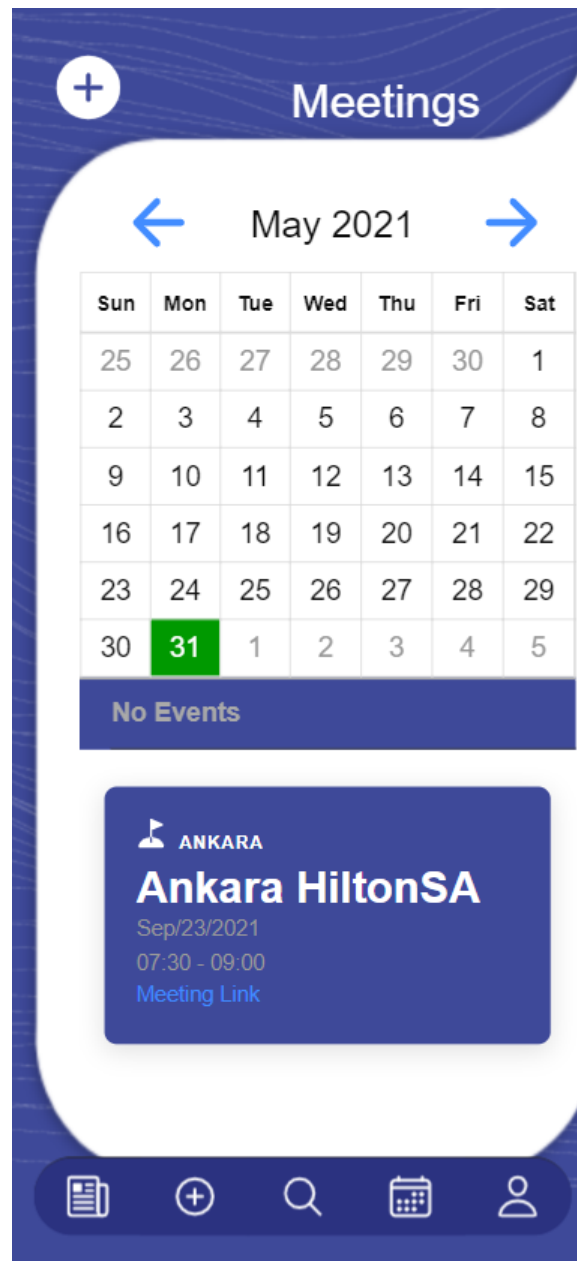 Meetings
May 2021
Sun Mon Tue Wed Thu Fri Sat
25 26 27 28 29 30 1
2 3 4 5 6 7 8
9 10 11 12 13 14 15
16 17 18 19 20 21 22
23 24 25 26 27 28 29
30 31 1 2 3 4 5
No Events
ANKARA
Ankara HiltonSA
Sep/23/2021
07:30 - 09:00
Meeting Link